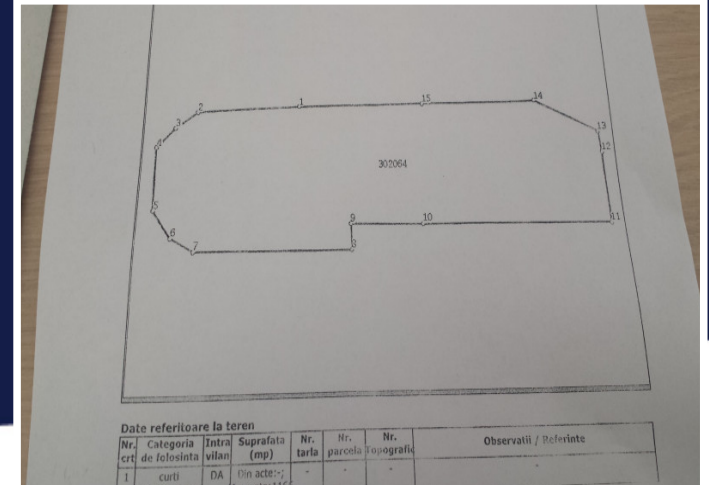 2 1 15 14
3 13
4 12
302064
5 9 10 11
6 7 8
Date referitoare la teren
Nr. crt Categoria de folosinta Intra vilan Suprafata (mp) Nr. tarla Nr. parcela Nr. Topografic Observatii / Referinte
1 curti DA Din acte:-; - - - -